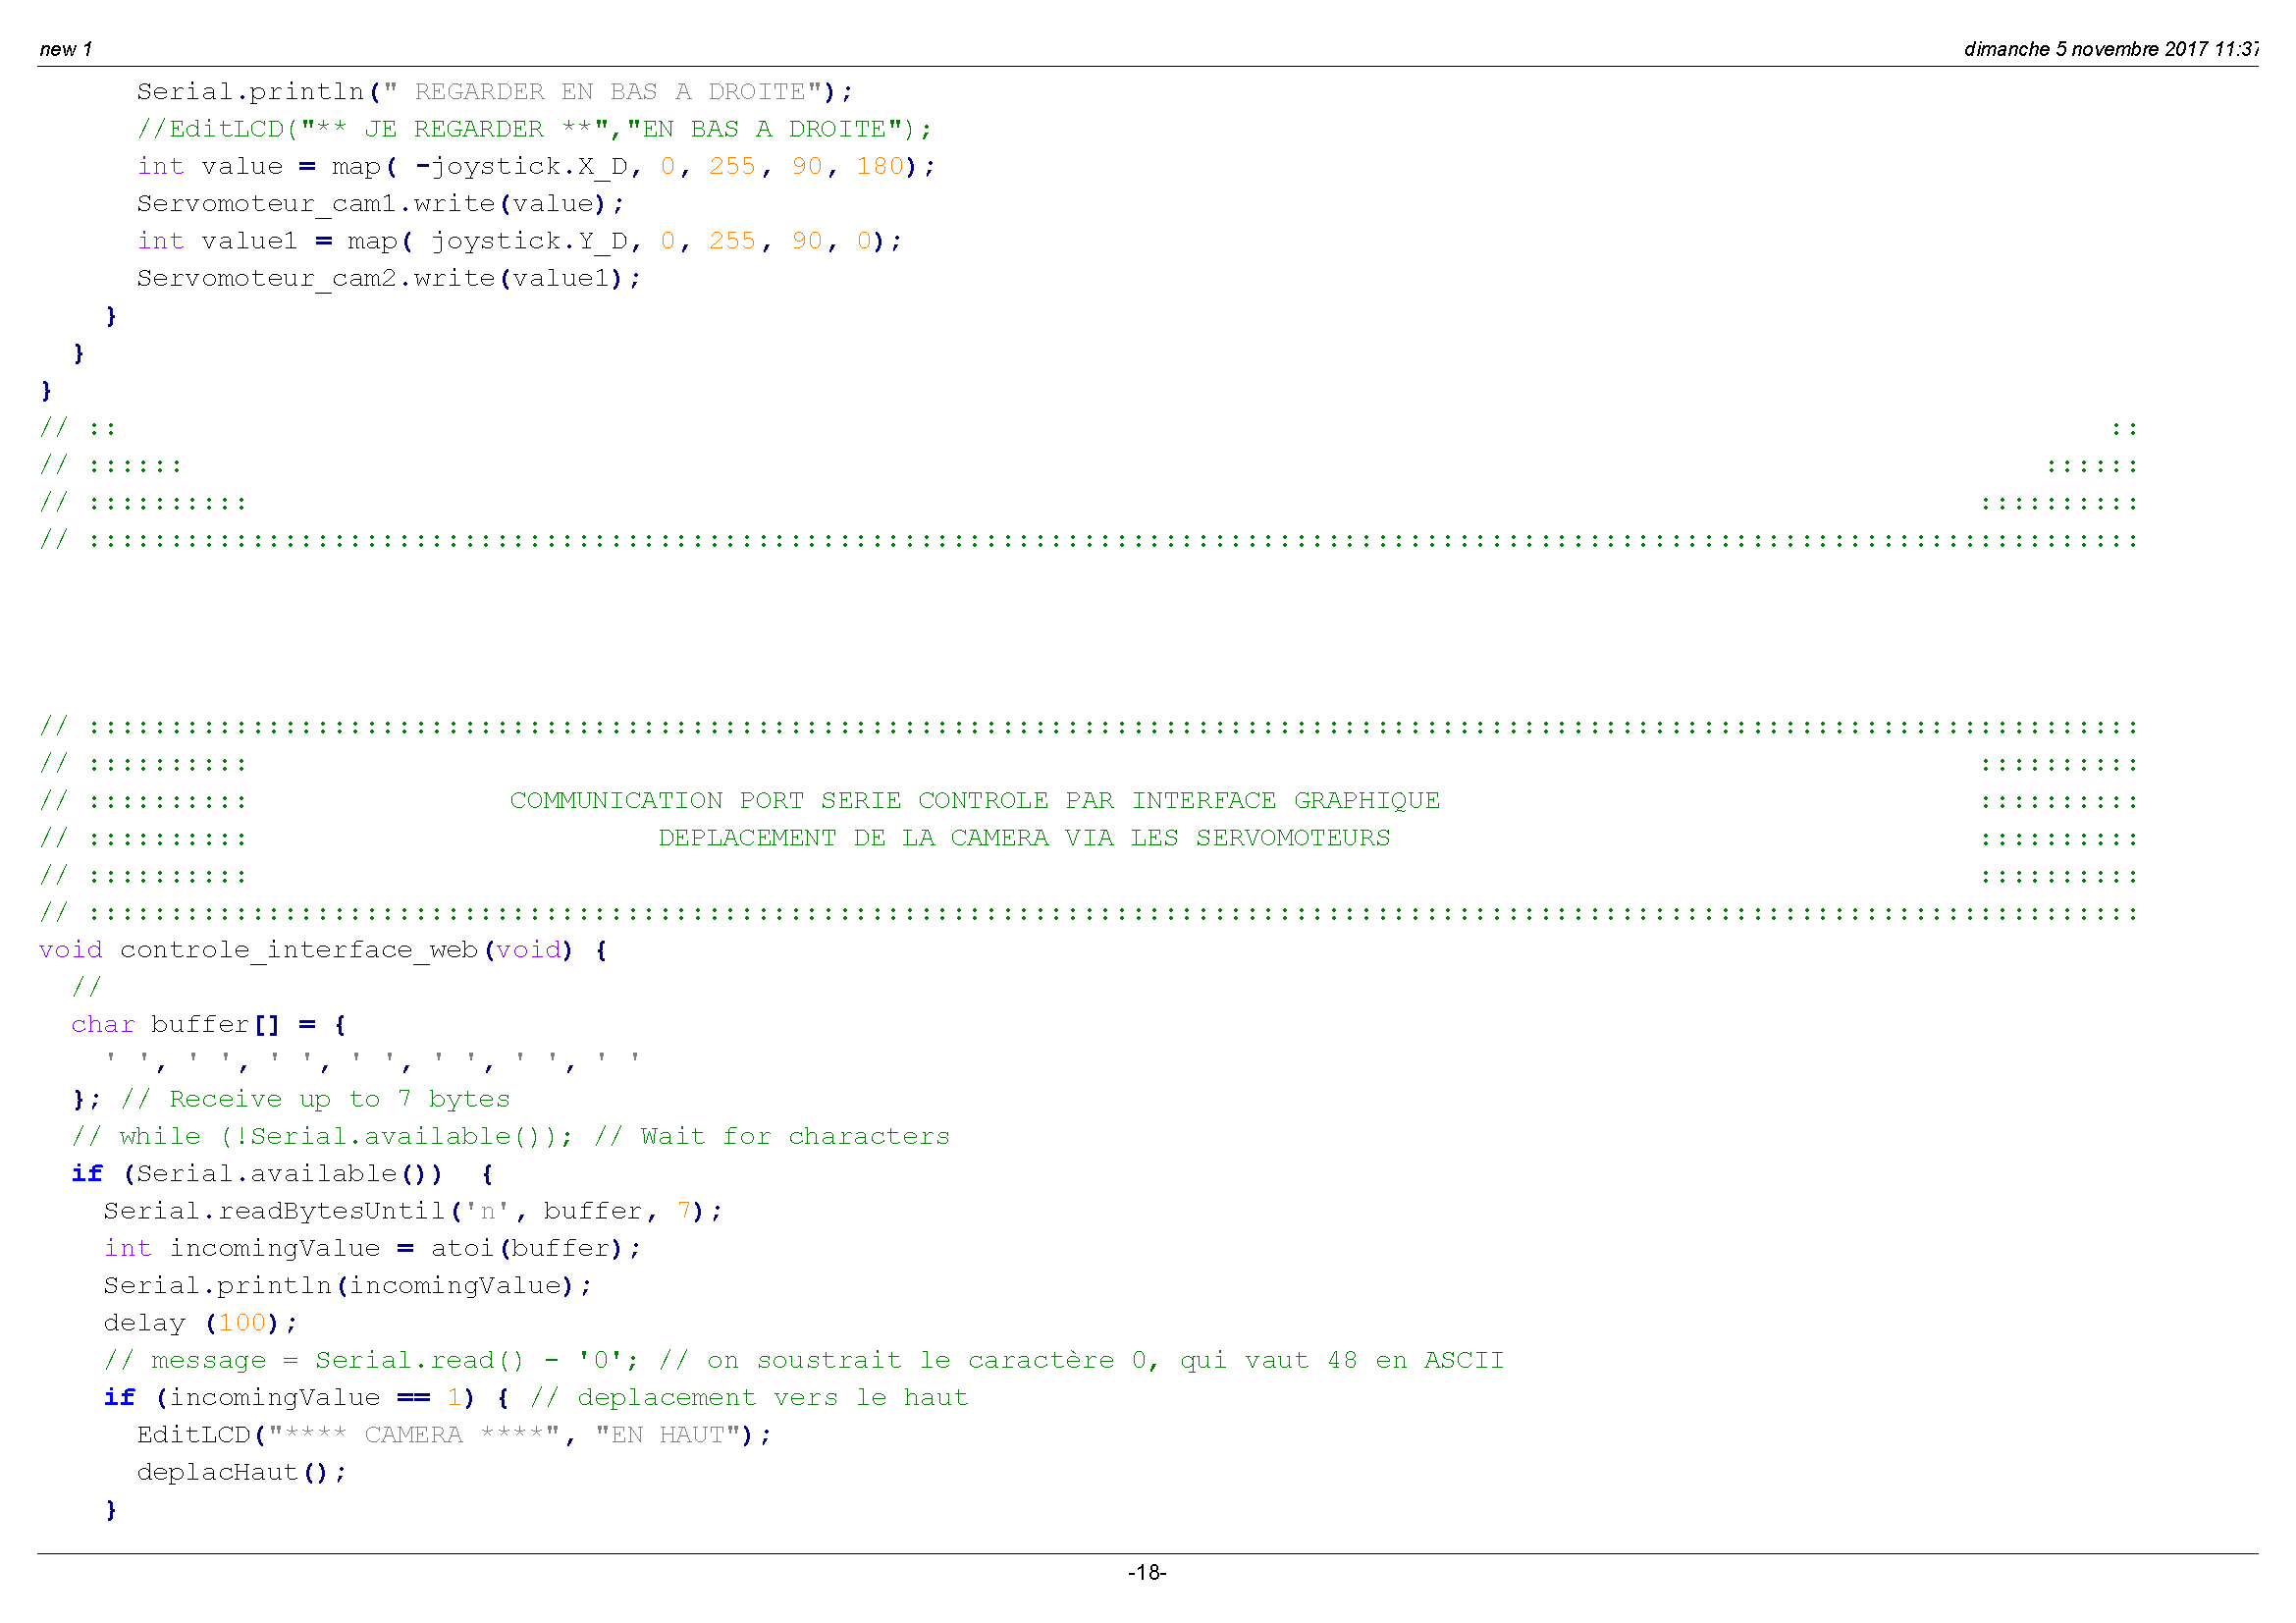 new 1
dimanche 5 novembre 2017 11:37
      Serial.println(" REGARDER EN BAS A DROITE");
      //EditLCD("** JE REGARDER **","EN BAS A DROITE");
      int value = map( -joystick.X_D, 0, 255, 90, 180);
      Servomoteur_cam1.write(value);
      int value1 = map( joystick.Y_D, 0, 255, 90, 0);
      Servomoteur_cam2.write(value1);
    }
  }
}
// ::                                                                                                                          ::
// ::::::                                                                                                                  ::::::
// ::::::::::                                                                                                          ::::::::::
// ::::::::::::::::::::::::::::::::::::::::::::::::::::::::::::::::::::::::::::::::::::::::::::::::::::::::::::::::::::::::::::::
// ::::::::::::::::::::::::::::::::::::::::::::::::::::::::::::::::::::::::::::::::::::::::::::::::::::::::::::::::::::::::::::::
// ::::::::::                                                                                                          ::::::::::
// ::::::::::                COMMUNICATION PORT SERIE CONTROLE PAR INTERFACE GRAPHIQUE                                 ::::::::::
// ::::::::::                         DEPLACEMENT DE LA CAMERA VIA LES SERVOMOTEURS                                    ::::::::::
// ::::::::::                                                                                                          ::::::::::
// ::::::::::::::::::::::::::::::::::::::::::::::::::::::::::::::::::::::::::::::::::::::::::::::::::::::::::::::::::::::::::::::
void controle_interface_web(void) {
  //
  char buffer[] = {
    ' ', ' ', ' ', ' ', ' ', ' ', ' '
  }; // Receive up to 7 bytes
  // while (!Serial.available()); // Wait for characters
  if (Serial.available())  {
    Serial.readBytesUntil('n', buffer, 7);
    int incomingValue = atoi(buffer);
    Serial.println(incomingValue);
    delay (100);
    // message = Serial.read() - '0'; // on soustrait le caractère 0, qui vaut 48 en ASCII
    if (incomingValue == 1) { // deplacement vers le haut
      EditLCD("**** CAMERA ****", "EN HAUT");
      deplacHaut();
    }
-18-